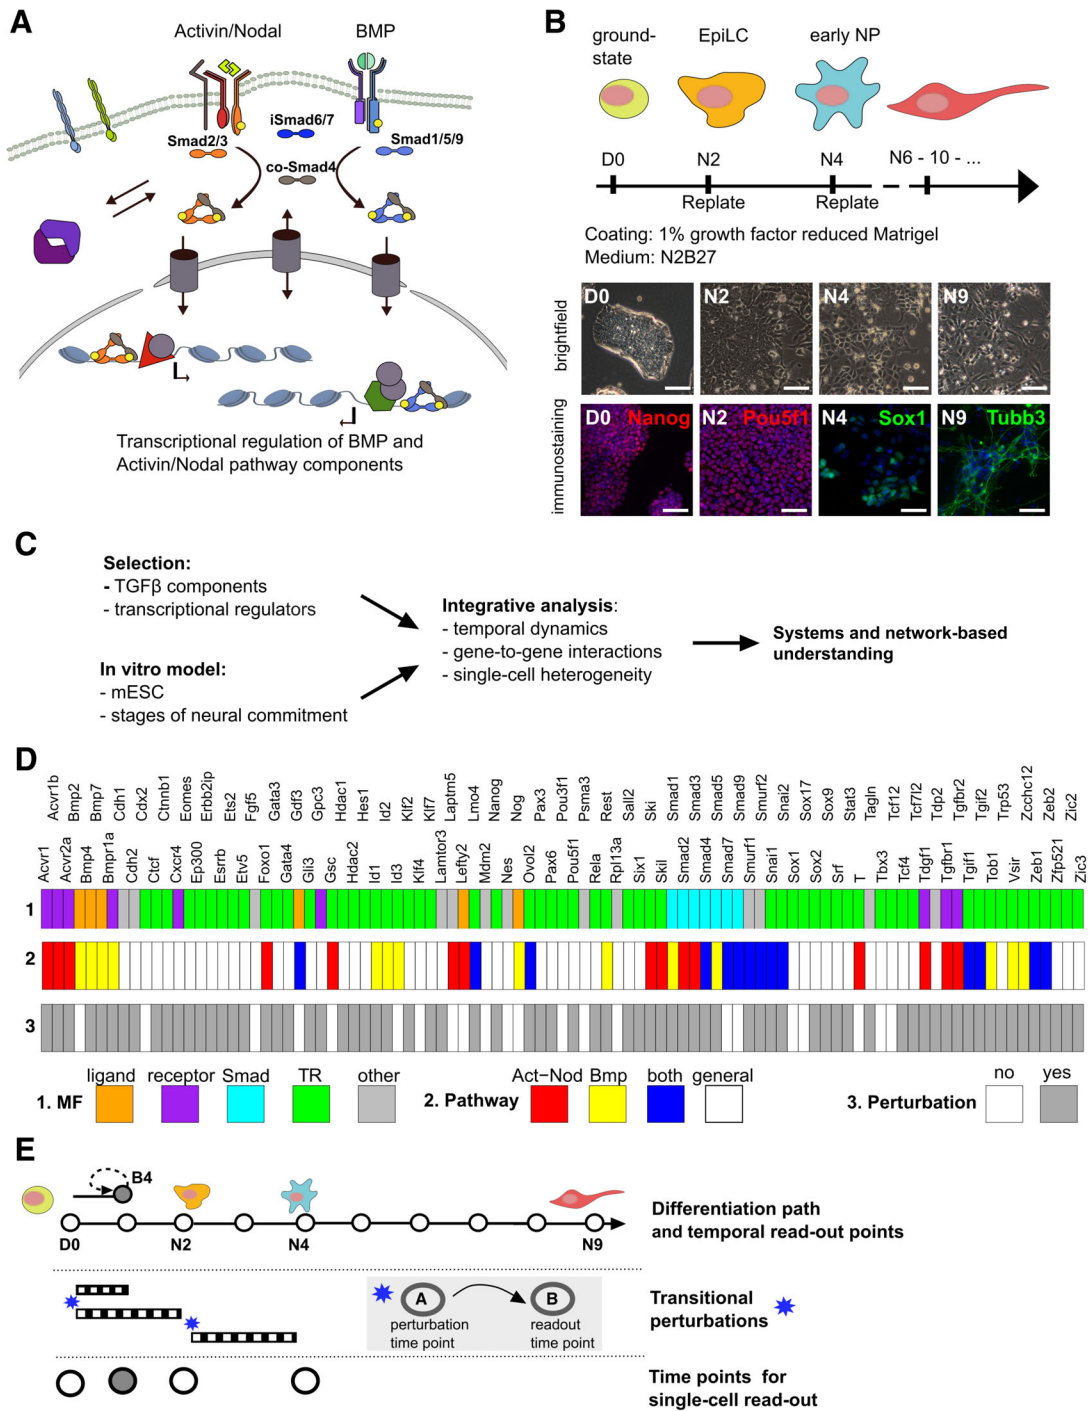 A
Activin/Nodal
BMP
iSmad6/7
Smad2/3
Smad1/5/9
co-Smad4
Transcriptional regulation of BMP and
Activin/Nodal pathway components
B
ground-
state
EpiLC
early NP
D0
N2
N4
N6 - 10 - ...
Replate
Replate
Coating: 1% growth factor reduced Matrigel
Medium: N2B27
brightfield
D0
N2
N4
N9
immunostaining
D0 Nanog
N2 Pou5f1
N4 Sox1
N9 Tubb3
C
Selection:
- TGFβ components
- transcriptional regulators
In vitro model:
- mESC
- stages of neural commitment
Integrative analysis:
- temporal dynamics
- gene-to-gene interactions
- single-cell heterogeneity
Systems and network-based
understanding
D
Acvr1b Bmp2 Bmp7 Cdh1 Cdx2 Ctnnb1 Eomes Erbb2ip Ets2 Fgf5 Gata3 Gdf3 Gpc3 Hdac1 Hes1 Id2 Klf2 Klf7 Laptm5 Lmo4 Nanog Nog Pax3 Pou3f1 Psma3 Rest Sall2 Ski Smad1 Smad3 Smad5 Smad9 Smurf2 Snai2 Sox17 Sox9 Stat3 Tagln Tcf12 Tcf7l2 Tdp2 Tgfbr2 Tgif2 Trp53 Zcchc12 Zeb2 Zic2
Acvr1 Acvr2a Bmp4 Bmpr1a Cdh2 Ctcf Cxcr4 Ep300 Esrrb Etv5 Foxo1 Gata4 Gli3 Gsc Hdac2 Id1 Id3 Klf4 Lamtor3 Lefty2 Mdm2 Nes Ovol2 Pax6 Pou5f1 Rela Rpl13a Six1 Skil Smad2 Smad4 Smad7 Smurf1 Snai1 Sox1 Sox2 Srf T Tbx3 Tcf4 Tdgf1 Tgfbr1 Tgif1 Tob1 Vsir Zeb1 Zfp521 Zic3
1
2
3
ligand receptor Smad TR other
1. MF
Act-Nod Bmp both general
2. Pathway
no yes
3. Perturbation
E
B4
D0
N2
N4
N9
Differentiation path
and temporal read-out points
A
B
perturbation
time point
readout
time point
Transitional
perturbations
Time points for
single-cell read-out